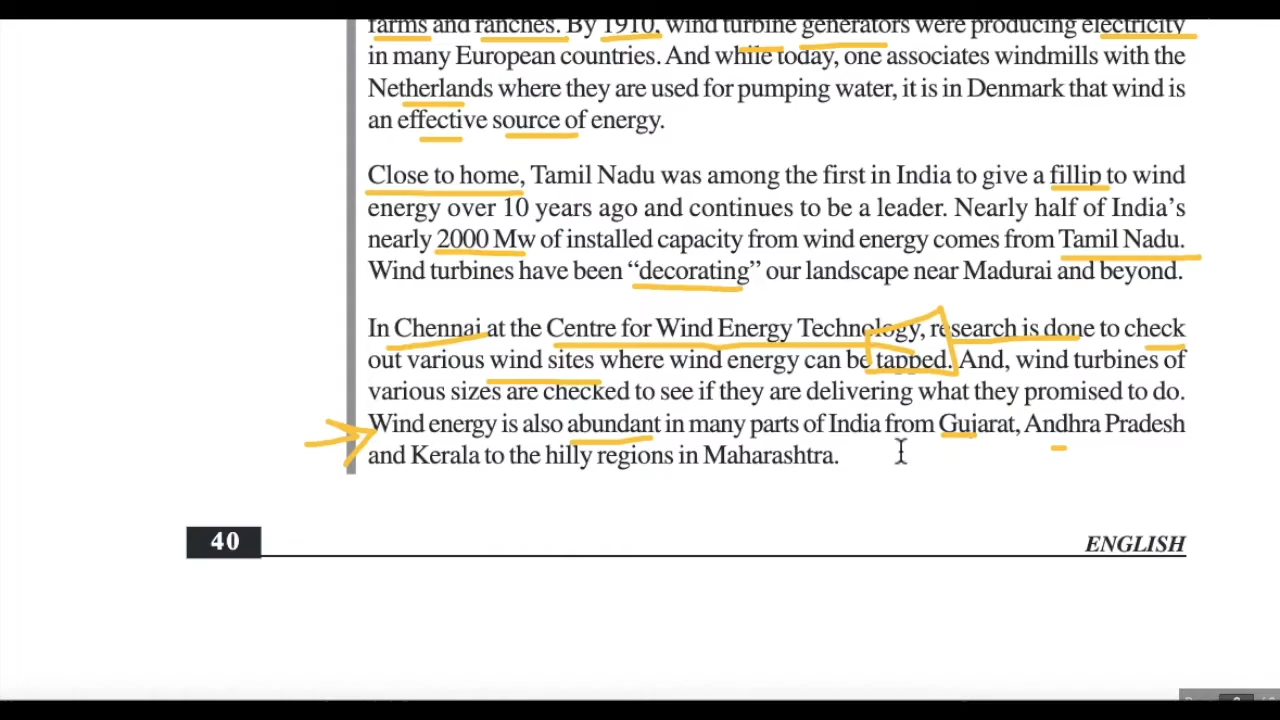 farms and ranches. By 1910, wind turbine generators were producing electricity
in many European countries. And while today, one associates windmills with the
Netherlands where they are used for pumping water, it is in Denmark that wind is
an effective source of energy.
Close to home, Tamil Nadu was among the first in India to give a fillip to wind
energy over 10 years ago and continues to be a leader. Nearly half of India's
nearly 2000 Mw of installed capacity from wind energy comes from Tamil Nadu.
Wind turbines have been “decorating” our landscape near Madurai and beyond.
In Chennai at the Centre for Wind Energy Technology, research is done to check
out various wind sites where wind energy can be tapped. And, wind turbines of
various sizes are checked to see if they are delivering what they promised to do.
Wind energy is also abundant in many parts of India from Gujarat, Andhra Pradesh
and Kerala to the hilly regions in Maharashtra.
40
ENGLISH